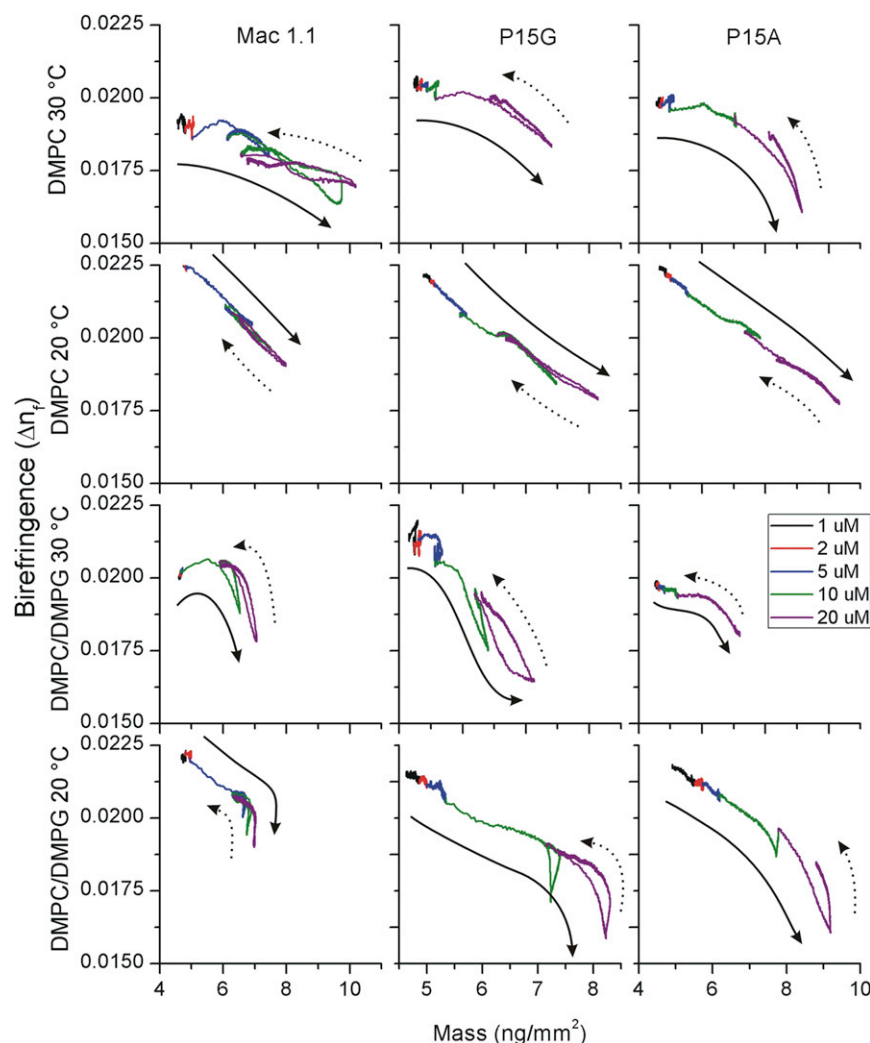 Mac 1.1 P15G P15A
DMPC 30 °C
0.0225
0.0200
0.0175
0.0150
DMPC 20 °C
0.0225
0.0200
0.0175
0.0150
DMPC/DMPG 30 °C
0.0225
0.0200
0.0175
0.0150
1 uM
2 uM
5 uM
10 uM
20 uM
DMPC/DMPG 20 °C
0.0225
0.0200
0.0175
0.0150
Birefringence (Δnf)
4 6 8 10 5 6 7 8 4 6 8 10
Mass (ng/mm²)